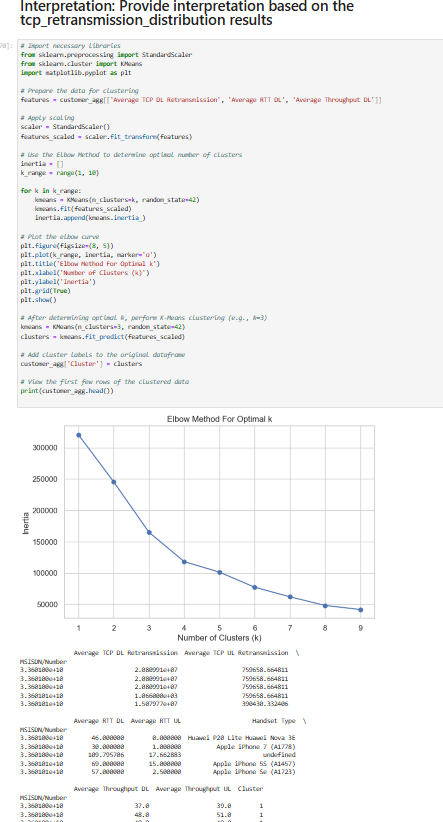 Interpretation: Provide interpretation based on the
tcp_retransmission_distribution results
# Import necessary libraries
from sklearn.preprocessing import StandardScaler
from sklearn.cluster import KMeans
import matplotlib.pyplot as plt
# Prepare the data for clustering
features = customer_agg[['Average TCP DL Retransmission', 'Average RTT DL', 'Average Throughput DL']]
# Apply scaling
scaler = StandardScaler()
features_scaled = scaler.fit_transform(features)
# Use the Elbow Method to determine optimal number of clusters
inertia = []
k_range = range(1, 10)
for k in k_range:
kmeans = KMeans(n_clusters=k, random_state=42)
kmeans.fit(features_scaled)
inertia.append(kmeans.inertia_)
# Plot the elbow curve
plt.figure(figsize=(8, 5))
plt.plot(k_range, inertia, marker='o')
plt.title('Elbow Method For Optimal k')
plt.xlabel('Number of Clusters (k)')
plt.ylabel('Inertia')
plt.grid(True)
plt.show()
# After determining optimal k, perform K-Means clustering (e.g., k=3)
kmeans = KMeans(n_clusters=3, random_state=42)
clusters = kmeans.fit_predict(features_scaled)
# Add cluster labels to the original dataframe
customer_agg['Cluster'] = clusters
# View the first few rows of the clustered data
print(customer_agg.head())
Elbow Method For Optimal k
300000
250000
200000
150000
100000
50000
Inertia
1 2 3 4 5 6 7 8 9
Number of Clusters (k)
Average TCP DL Retransmission Average TCP UL Retransmission \
MSISDN/Number
3.360100e+10 2.080991e+07 759658.664811
3.360100e+10 2.080991e+07 759658.664811
3.360100e+10 2.080991e+07 759658.664811
3.360101e+10 1.066000e+03 759658.664811
3.360101e+10 1.507977e+07 390430.332406
Average RTT DL Average RTT UL Handset Type \
MSISDN/Number
3.360100e+10 46.000000 0.000000 Huawei P20 Lite Huawei Nova 3E
3.360100e+10 30.000000 1.000000 Apple iPhone 7 (A1778)
3.360100e+10 109.795706 17.662883 undefined
3.360101e+10 69.000000 15.000000 Apple iPhone 5S (A1457)
3.360101e+10 57.000000 2.500000 Apple iPhone Se (A1723)
Average Throughput DL Average Throughput UL Cluster
MSISDN/Number
3.360100e+10 37.0 39.0 1
3.360100e+10 48.0 51.0 1